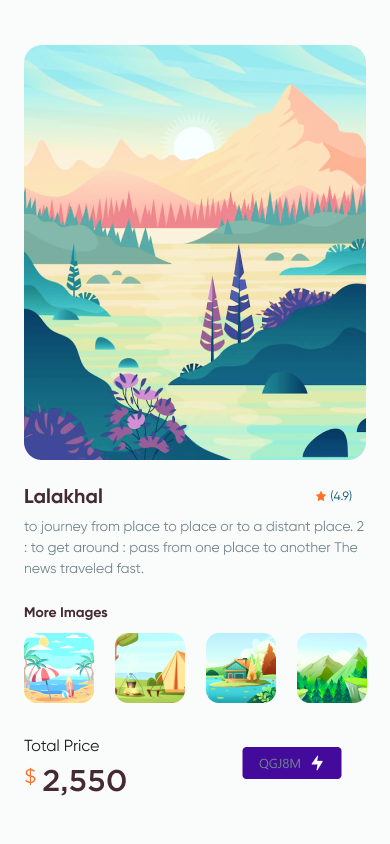 Lalakhal
(4.9)
to journey from place to place or to a distant place. 2
: to get around : pass from one place to another The
news traveled fast.
More Images
Total Price
$ 2,550
QGJ8M